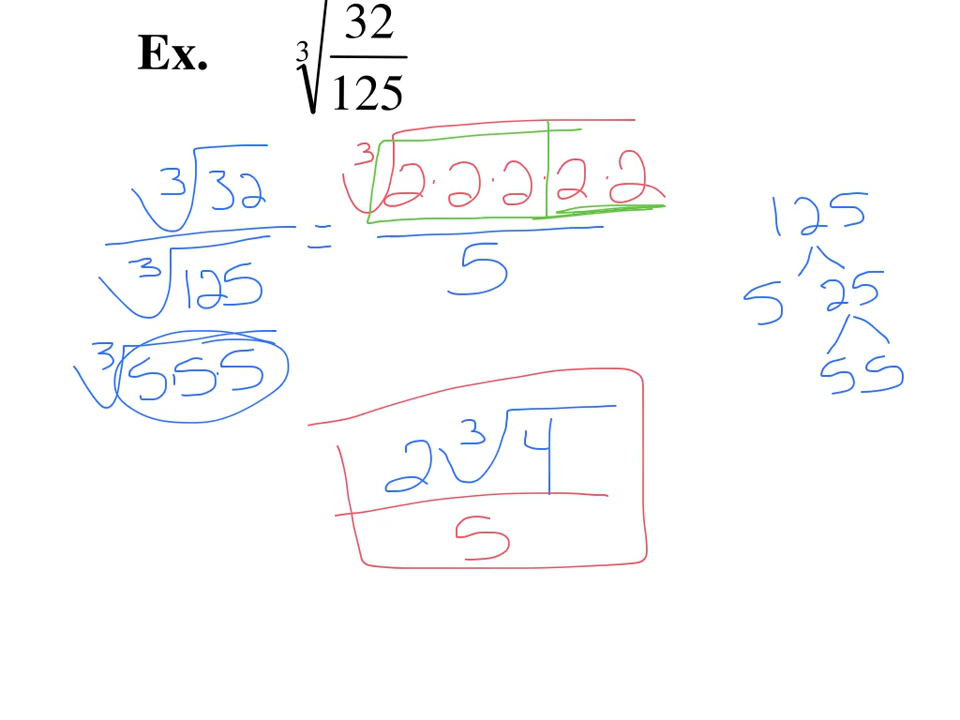 Ex. ∛(32/125)
∛32 / ∛125 = ∛(2·2·2·2·2) / 5
∛(5·5·5)
125
5 25
5 5
2∛4 / 5